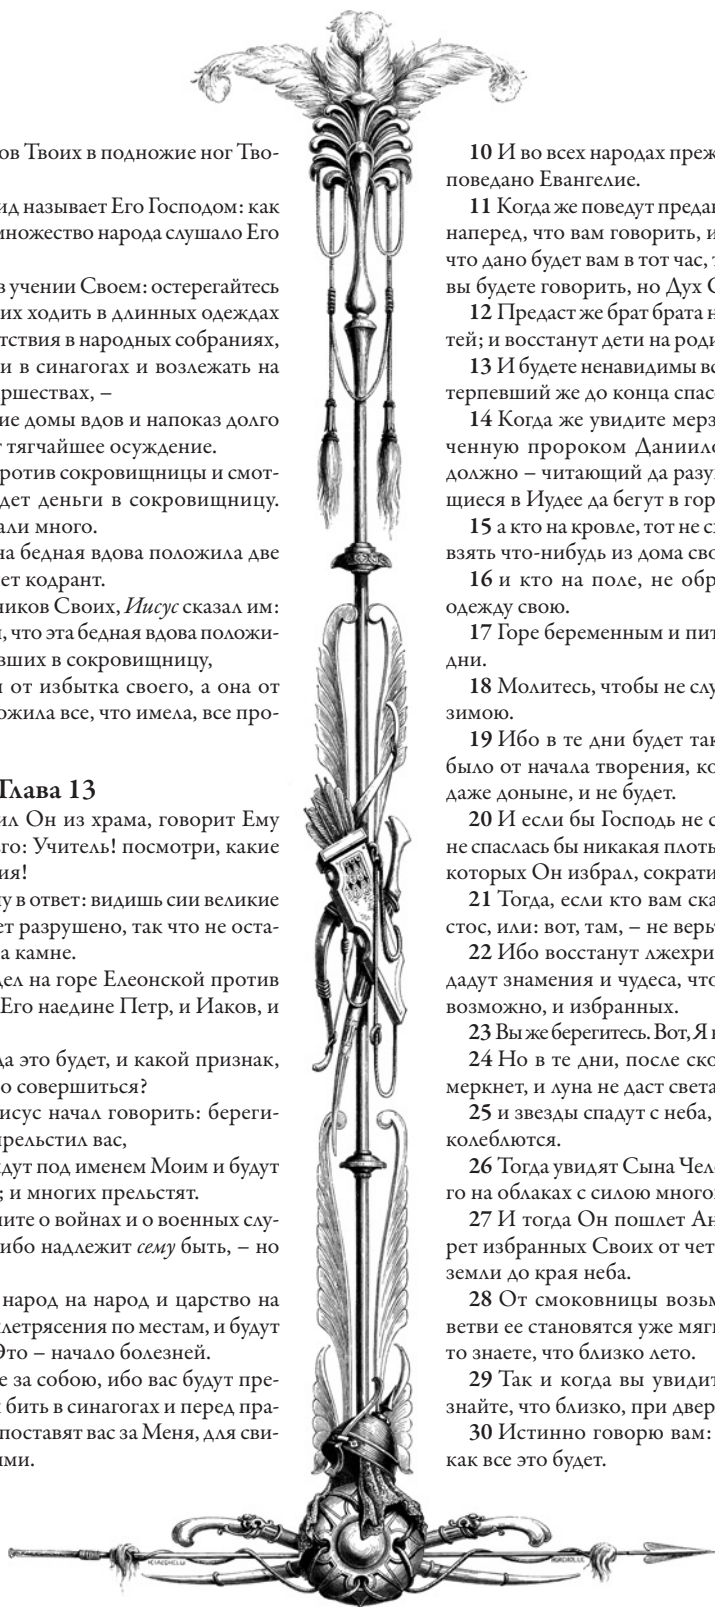 ов Твоих в подножие ног Тво-
ид называет Его Господом: как
множество народа слушало Его
в учении Своем: остерегайтесь
их ходить в длинных одеждах
тствия в народных собраниях,
и в синагогах и возлежать на
ршествах, –
ие домы вдов и напоказ долго
т тягчайшее осуждение.
ротив сокровищницы и смот-
дет деньги в сокровищницу.
али много.
на бедная вдова положила две
ет кодрант.
ников Своих, Иисус сказал им:
, что эта бедная вдова положи-
вших в сокровищницу,
и от избытка своего, а она от
ожила все, что имела, все про-
Глава 13
ил Он из храма, говорит Ему
го: Учитель! посмотри, какие
ия!
у в ответ: видишь сии великие
ет разрушено, так что не оста-
а камне.
дел на горе Елеонской против
Его наедине Петр, и Иаков, и
да это будет, и какой признак,
о совершиться?
исус начал говорить: береги-
прельстил вас,
идут под именем Моим и будут
; и многих прельстят.
ите о войнах и о военных слу-
ибо надлежит сему быть, – но
народ на народ и царство на
летрясения по местам, и будут
Это – начало болезней.
е за собою, ибо вас будут пре-
бить в синагогах и перед пра-
поставят вас за Меня, для сви-
ими.
10 И во всех народах преж
поведано Евангелие.
11 Когда же поведут преда
наперед, что вам говорить, и
что дано будет вам в тот час, т
вы будете говорить, но Дух С
12 Предаст же брат брата н
тей; и восстанут дети на роди
13 И будете ненавидимы вс
терпевший же до конца спасе
14 Когда же увидите мерз
ченную пророком Даниило
должно – читающий да разу
щиеся в Иудее да бегут в гор
15 а кто на кровле, тот не с
взять что-нибудь из дома сво
16 и кто на поле, не обр
одежду свою.
17 Горе беременным и пит
дни.
18 Молитесь, чтобы не слу
зимою.
19 Ибо в те дни будет так
было от начала творения, ко
даже доныне, и не будет.
20 И если бы Господь не с
не спаслась бы никакая плоть
которых Он избрал, сократи
21 Тогда, если кто вам ска
стос, или: вот, там, – не верь
22 Ибо восстанут лжехри
дадут знамения и чудеса, что
возможно, и избранных.
23 Вы же берегитесь. Вот, Я н
24 Но в те дни, после ско
меркнет, и луна не даст света
25 и звезды спадут с неба,
колеблются.
26 Тогда увидят Сына Чел
го на облаках с силою много
27 И тогда Он пошлет Ан
рет избранных Своих от чет
земли до края неба.
28 От смоковницы возьм
ветви ее становятся уже мяг
то знаете, что близко лето.
29 Так и когда вы увидит
знайте, что близко, при двер
30 Истинно говорю вам:
как все это будет.